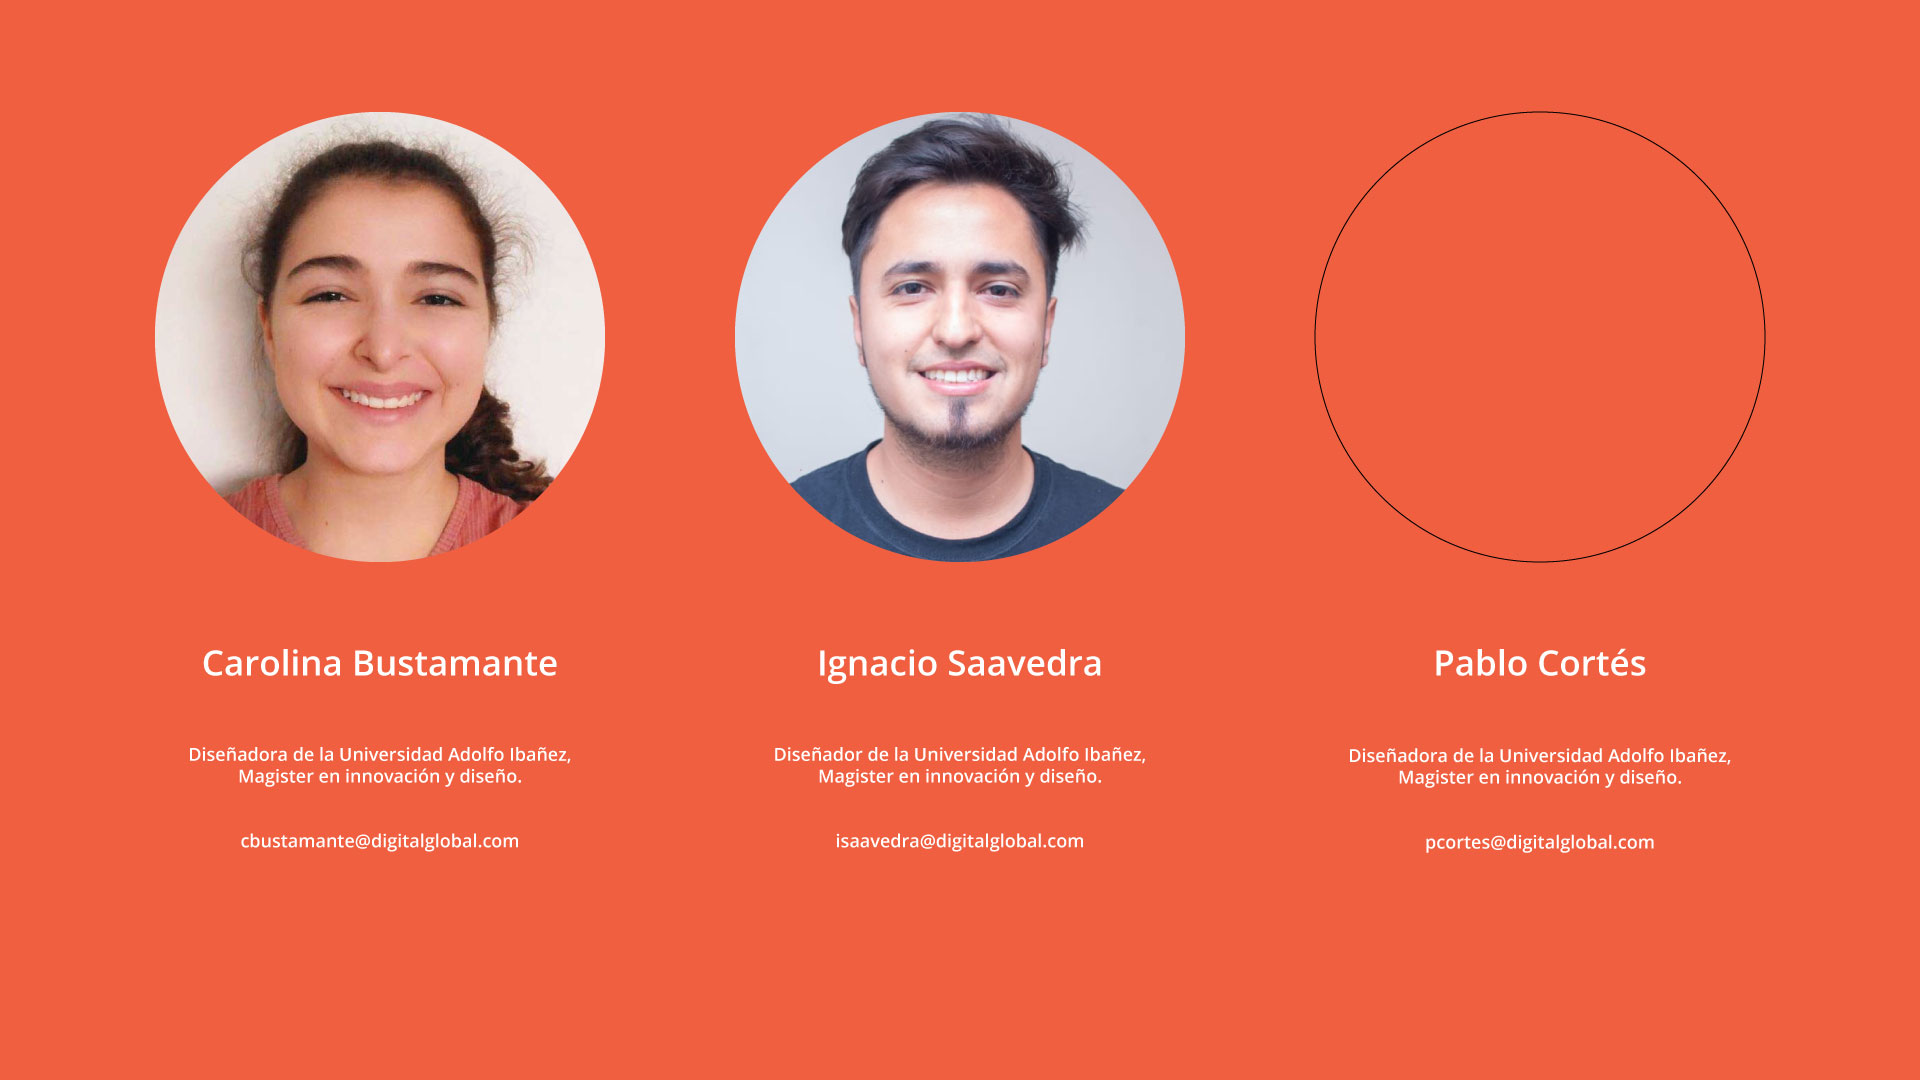 Carolina Bustamante
Diseñadora de la Universidad Adolfo Ibañez,
Magister en innovación y diseño.
cbustamante@digitalglobal.com
Ignacio Saavedra
Diseñador de la Universidad Adolfo Ibañez,
Magister en innovación y diseño.
isaavedra@digitalglobal.com
Pablo Cortés
Diseñadora de la Universidad Adolfo Ibañez,
Magister en innovación y diseño.
pcortes@digitalglobal.com